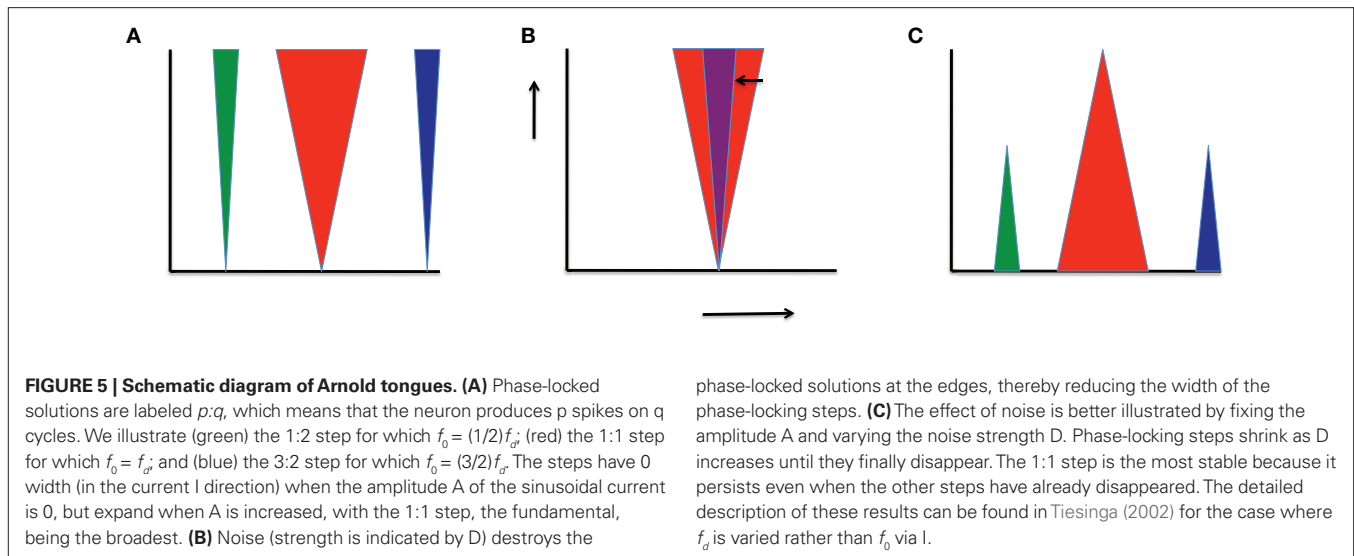 A
B
C
FIGURE 5 | Schematic diagram of Arnold tongues. (A) Phase-locked
solutions are labeled p:q, which means that the neuron produces p spikes on q
cycles. We illustrate (green) the 1:2 step for which f0 = (1/2)fd; (red) the 1:1 step
for which f0 = fd; and (blue) the 3:2 step for which f0 = (3/2)fd. The steps have 0
width (in the current I direction) when the amplitude A of the sinusoidal current
is 0, but expand when A is increased, with the 1:1 step, the fundamental,
being the broadest. (B) Noise (strength is indicated by D) destroys the
phase-locked solutions at the edges, thereby reducing the width of the
phase-locking steps. (C) The effect of noise is better illustrated by fixing the
amplitude A and varying the noise strength D. Phase-locking steps shrink as D
increases until they finally disappear. The 1:1 step is the most stable because it
persists even when the other steps have already disappeared. The detailed
description of these results can be found in Tiesinga (2002) for the case where
fd is varied rather than f0 via I.